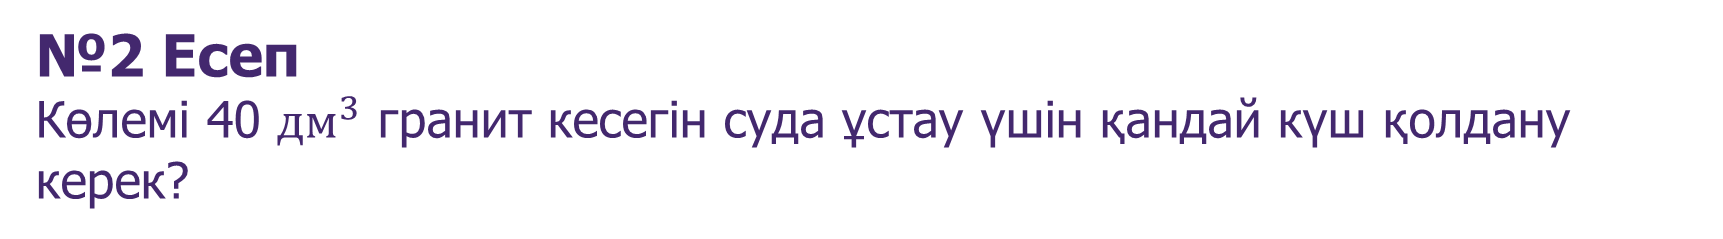 №2 Есеп
Көлемі 40 дм³ гранит кесегін суда ұстау үшін қандай күш қолдану
керек?